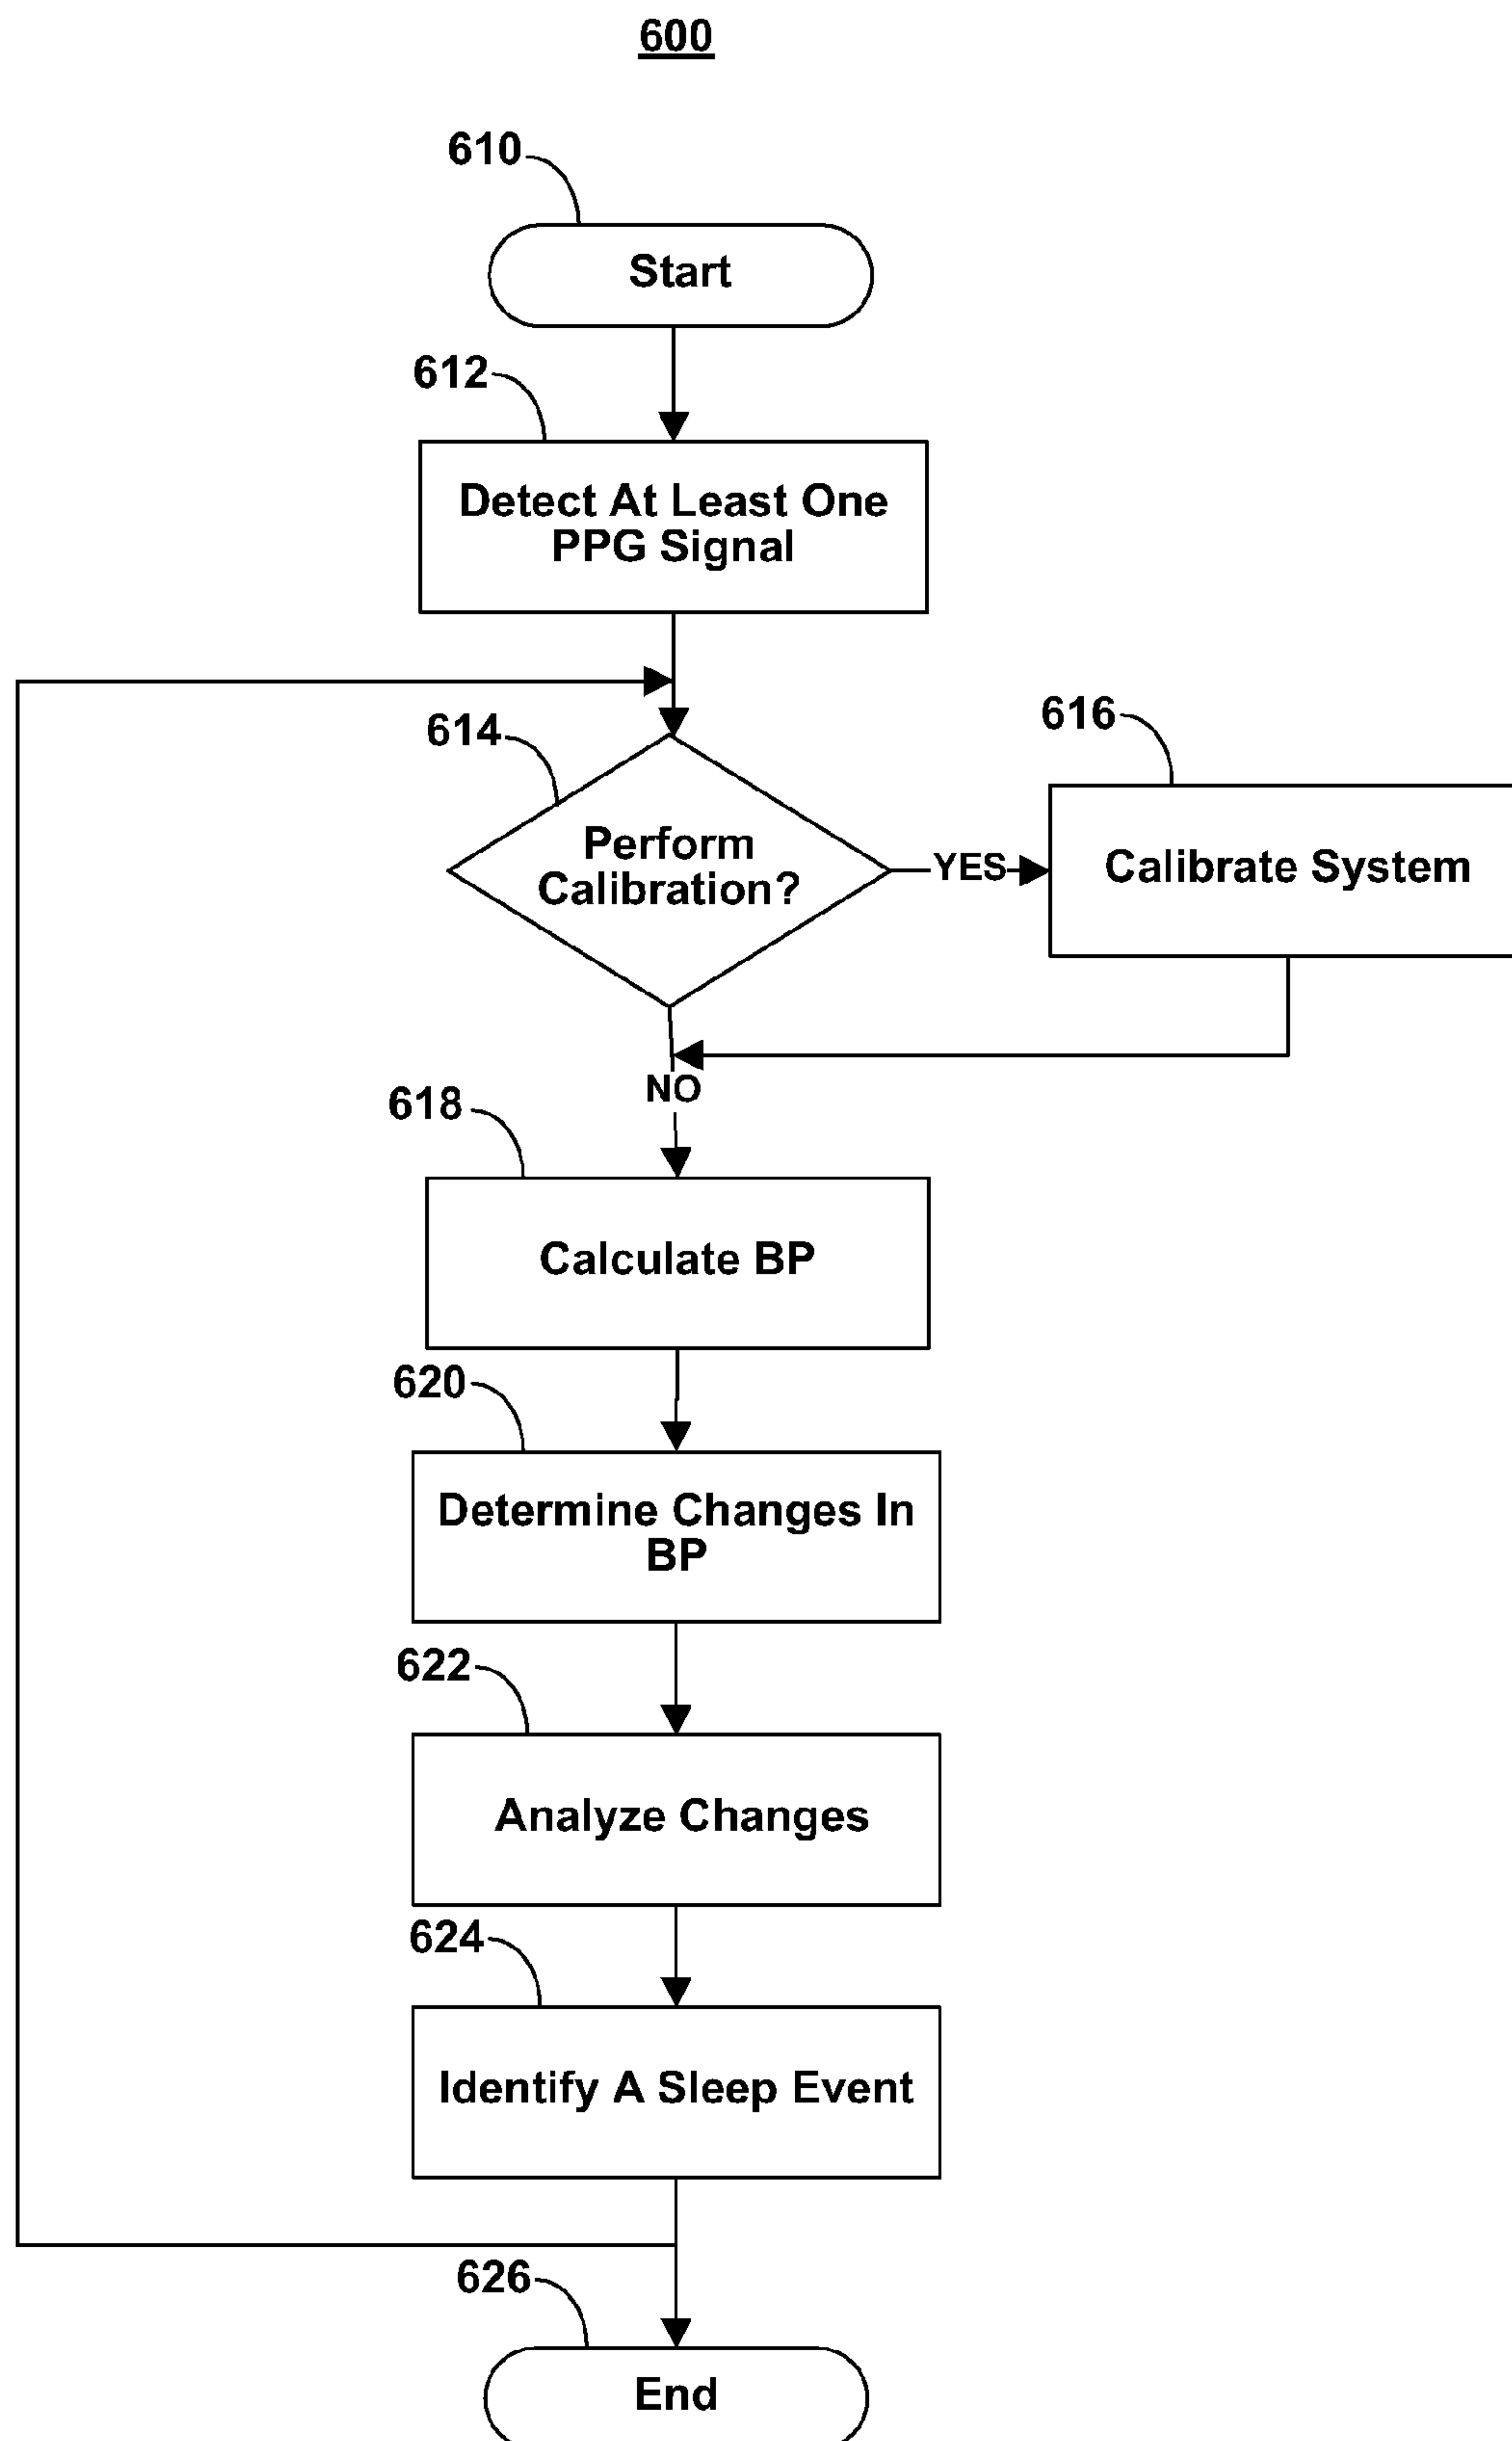 600
610
Start
612
Detect At Least One
PPG Signal
614
Perform
Calibration?
YES
616
Calibrate System
NO
618
Calculate BP
620
Determine Changes In
BP
622
Analyze Changes
624
Identify A Sleep Event
626
End